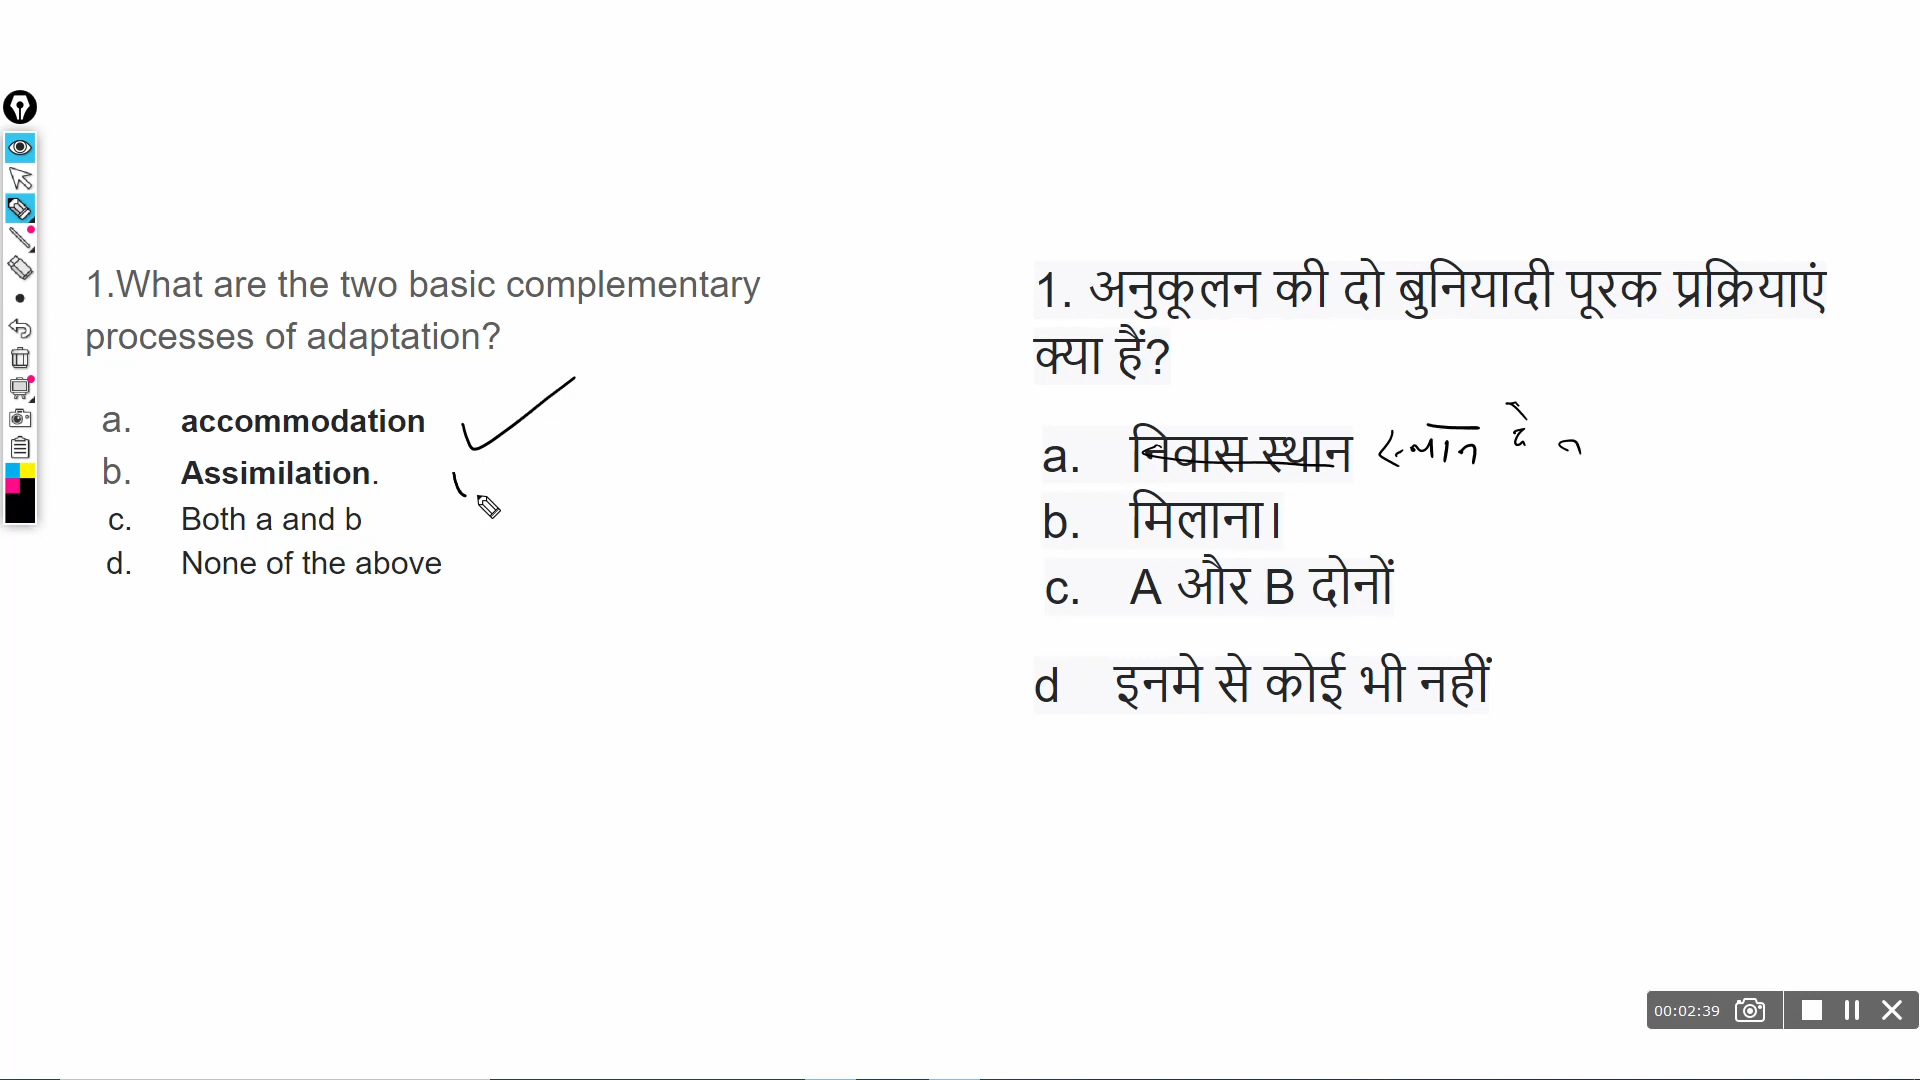 1.What are the two basic complementary
processes of adaptation?
a. accommodation
b. Assimilation.
c. Both a and b
d. None of the above
1. अनुकूलन की दो बुनियादी पूरक प्रक्रियाएं
क्या हैं?
a. निवास स्थान
b. मिलाना।
c. A और B दोनों
d इनमे से कोई भी नहीं
00:02:39